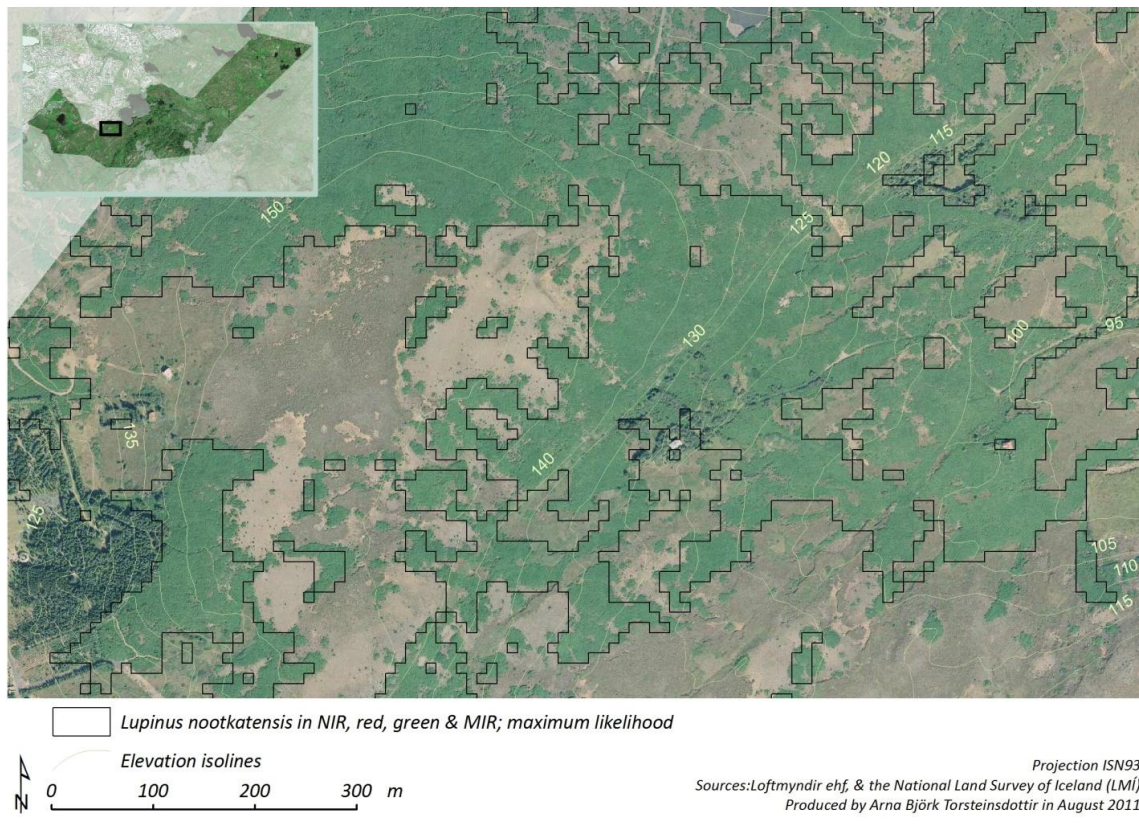 115
120
150
125
130
100
95
135
140
125
105
110
115
Lupinus nootkatensis in NIR, red, green & MIR; maximum likelihood
Elevation isolines
N
0 100 200 300 m
Projection ISN93
Sources:Loftmyndir ehf, & the National Land Survey of Iceland (LMÍ)
Produced by Arna Björk Torsteinsdottir in August 2011